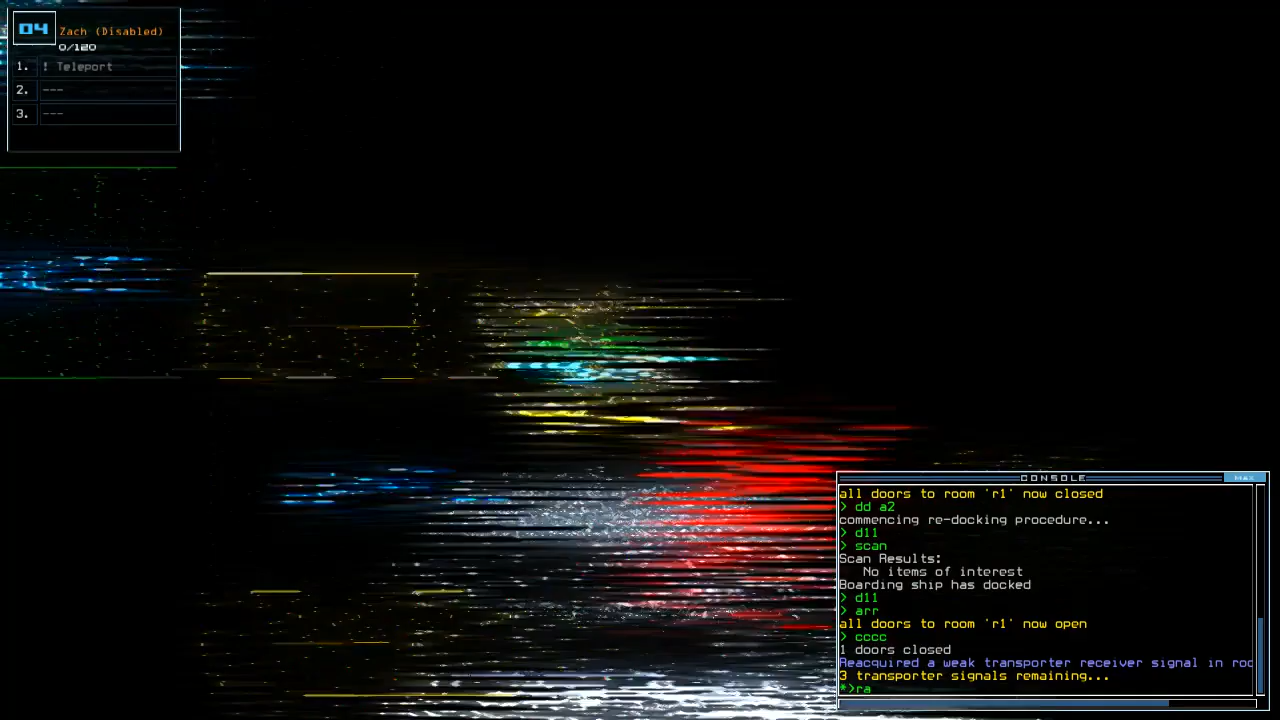 04 Zach (Disabled)
0/120
1. ! Teleport
2. ---
3. ---
CONSOLE
MAX
all doors to room 'r1' now closed
> dd a2
commencing re-docking procedure...
> d11
> scan
Scan Results:
No items of interest
Boarding ship has docked
> d11
> arr
all doors to room 'r1' now open
> cccc
1 doors closed
Reacquired a weak transporter receiver signal in roo
3 transporter signals remaining...
*>ra